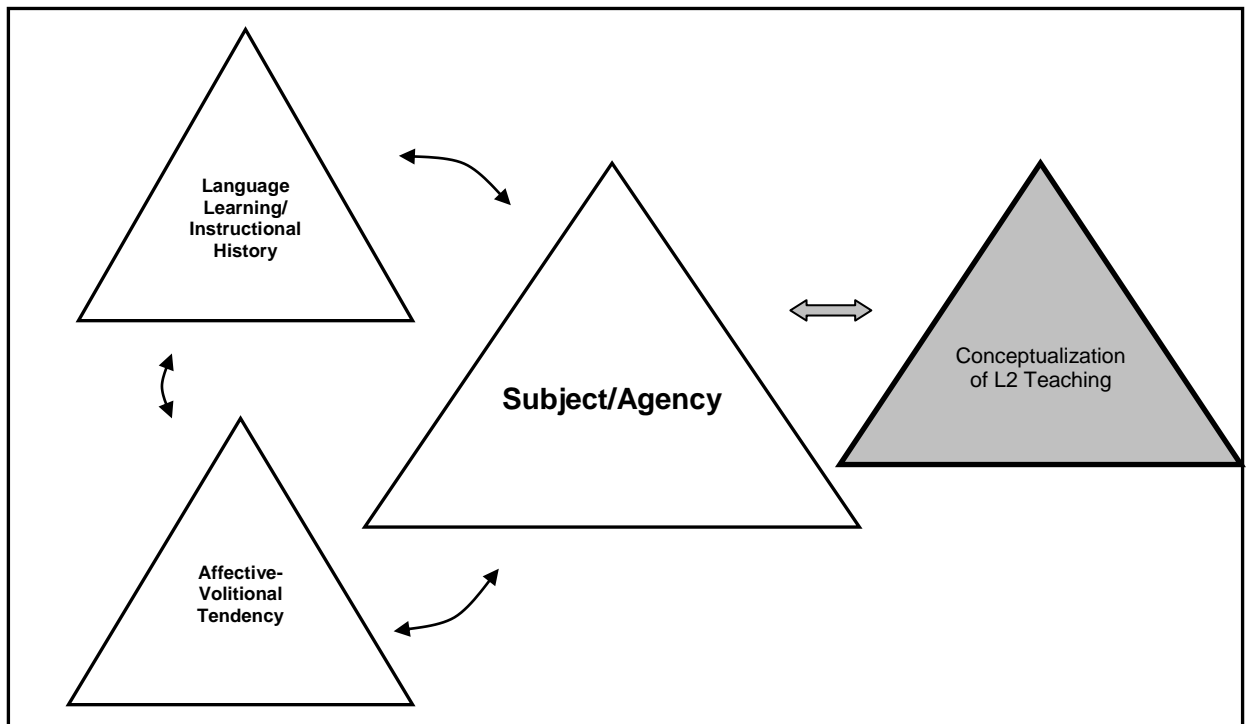 Language
Learning/
Instructional
History
Subject/Agency
Conceptualization
of L2 Teaching
Affective-
Volitional
Tendency